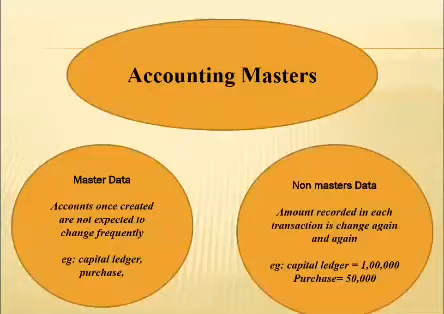 Accounting Masters
Master Data
Accounts once created
are not expected to
change frequently
eg: capital ledger,
purchase,
Non masters Data
Amount recorded in each
transaction is change again
and again
eg: capital ledger = 1,00,000
Purchase= 50,000